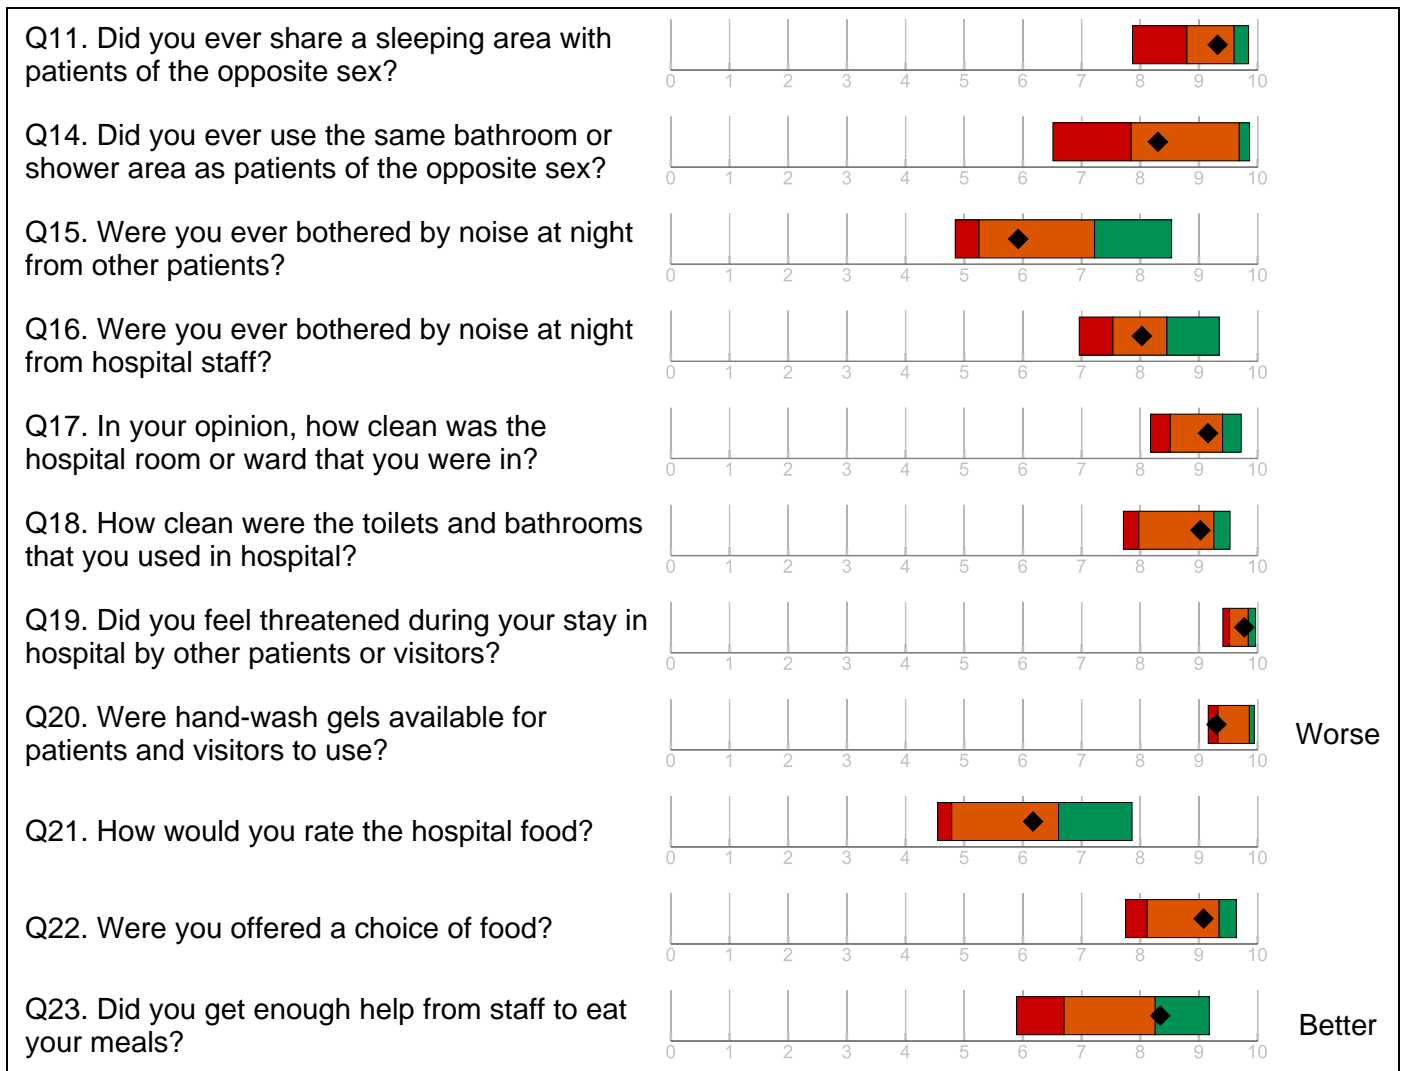 Q11. Did you ever share a sleeping area with
patients of the opposite sex?
0 1 2 3 4 5 6 7 8 9 10
Q14. Did you ever use the same bathroom or
shower area as patients of the opposite sex?
0 1 2 3 4 5 6 7 8 9 10
Q15. Were you ever bothered by noise at night
from other patients?
0 1 2 3 4 5 6 7 8 9 10
Q16. Were you ever bothered by noise at night
from hospital staff?
0 1 2 3 4 5 6 7 8 9 10
Q17. In your opinion, how clean was the
hospital room or ward that you were in?
0 1 2 3 4 5 6 7 8 9 10
Q18. How clean were the toilets and bathrooms
that you used in hospital?
0 1 2 3 4 5 6 7 8 9 10
Q19. Did you feel threatened during your stay in
hospital by other patients or visitors?
0 1 2 3 4 5 6 7 8 9 10
Q20. Were hand-wash gels available for
patients and visitors to use?
Worse
0 1 2 3 4 5 6 7 8 9 10
Q21. How would you rate the hospital food?
0 1 2 3 4 5 6 7 8 9 10
Q22. Were you offered a choice of food?
0 1 2 3 4 5 6 7 8 9 10
Q23. Did you get enough help from staff to eat
your meals?
Better
0 1 2 3 4 5 6 7 8 9 10